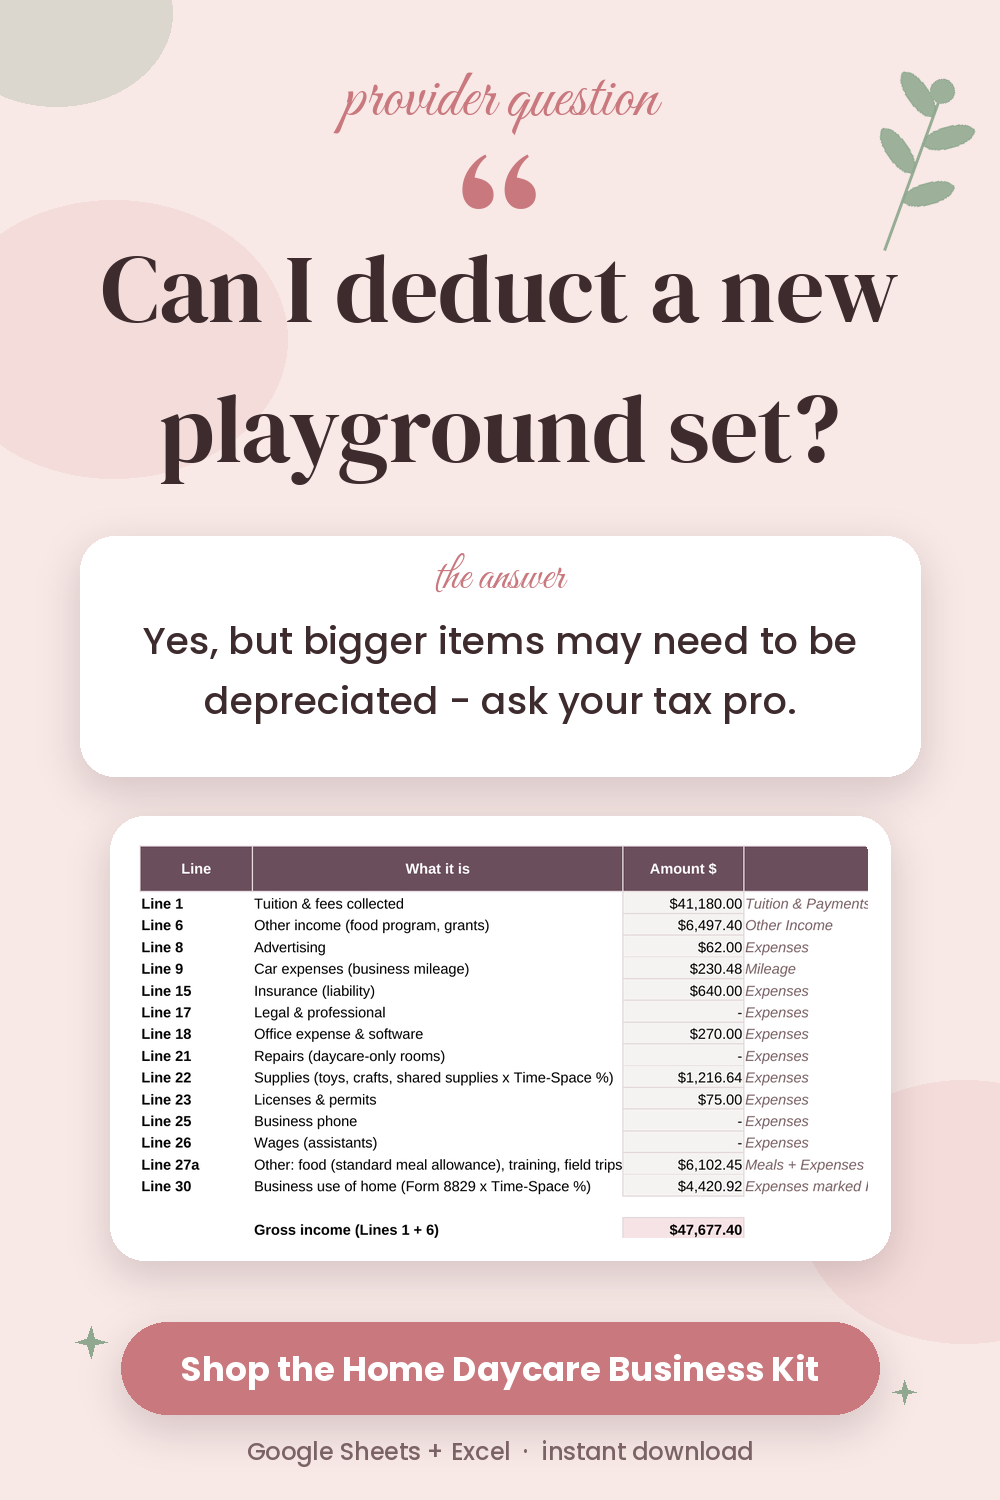 provider question
“
Can I deduct a new
playground set?
the answer
Yes, but bigger items may need to be
depreciated - ask your tax pro.
Line What it is Amount $
Line 1 Tuition & fees collected $41,180.00 Tuition & Payments
Line 6 Other income (food program, grants) $6,497.40 Other Income
Line 8 Advertising $62.00 Expenses
Line 9 Car expenses (business mileage) $230.48 Mileage
Line 15 Insurance (liability) $640.00 Expenses
Line 17 Legal & professional - Expenses
Line 18 Office expense & software $270.00 Expenses
Line 21 Repairs (daycare-only rooms) - Expenses
Line 22 Supplies (toys, crafts, shared supplies x Time-Space %) $1,216.64 Expenses
Line 23 Licenses & permits $75.00 Expenses
Line 25 Business phone - Expenses
Line 26 Wages (assistants) - Expenses
Line 27a Other: food (standard meal allowance), training, field trips $6,102.45 Meals + Expenses
Line 30 Business use of home (Form 8829 x Time-Space %) $4,420.92 Expenses marked
Gross income (Lines 1 + 6) $47,677.40
Shop the Home Daycare Business Kit
Google Sheets + Excel · instant download